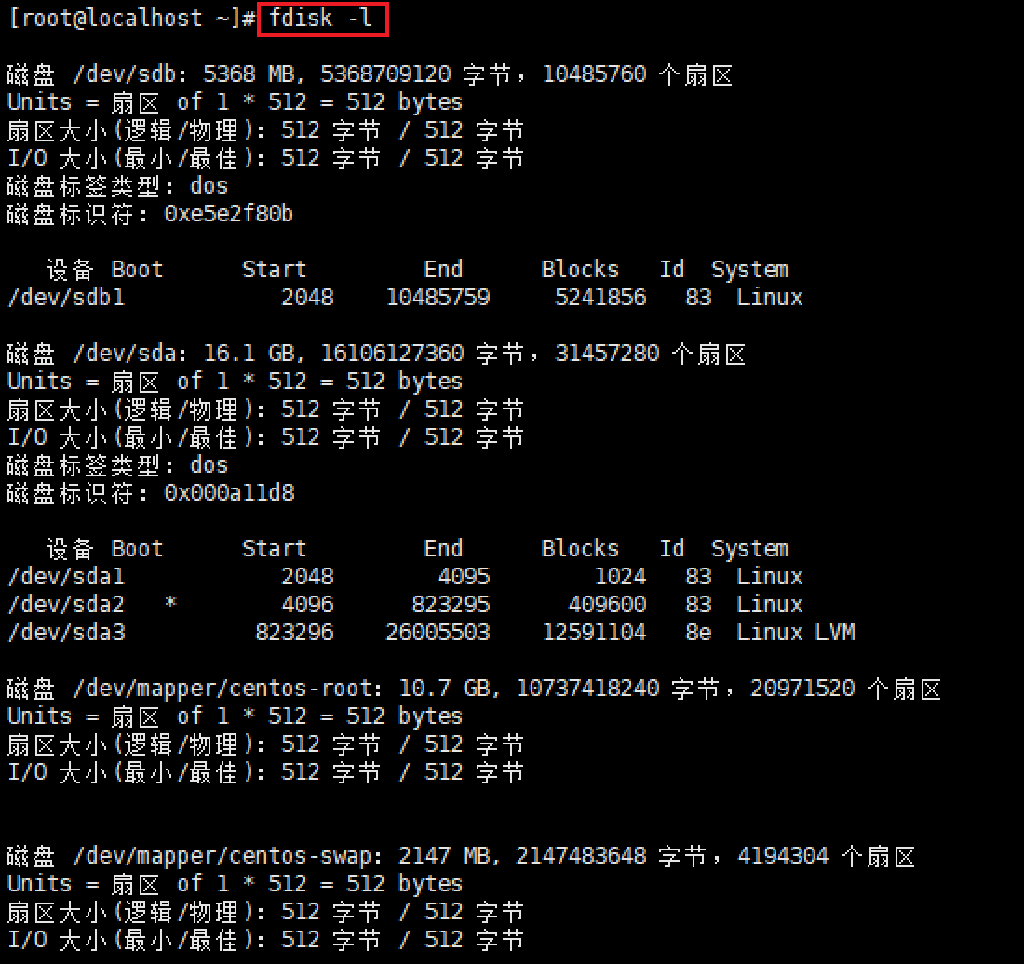 [root@localhost ~]# fdisk -l
磁盘 /dev/sdb: 5368 MB, 5368709120 字节，10485760 个扇区
Units = 扇区 of 1 * 512 = 512 bytes
扇区大小(逻辑/物理): 512 字节 / 512 字节
I/O 大小(最小/最佳): 512 字节 / 512 字节
磁盘标签类型: dos
磁盘标识符: 0xe5e2f80b
设备 Boot Start End Blocks Id System
/dev/sdb1 2048 10485759 5241856 83 Linux
磁盘 /dev/sda: 16.1 GB, 16106127360 字节，31457280 个扇区
Units = 扇区 of 1 * 512 = 512 bytes
扇区大小(逻辑/物理): 512 字节 / 512 字节
I/O 大小(最小/最佳): 512 字节 / 512 字节
磁盘标签类型: dos
磁盘标识符: 0x000a11d8
设备 Boot Start End Blocks Id System
/dev/sda1 2048 4095 1024 83 Linux
/dev/sda2 * 4096 823295 409600 83 Linux
/dev/sda3 823296 26005503 12591104 8e Linux LVM
磁盘 /dev/mapper/centos-root: 10.7 GB, 10737418240 字节，20971520 个扇区
Units = 扇区 of 1 * 512 = 512 bytes
扇区大小(逻辑/物理): 512 字节 / 512 字节
I/O 大小(最小/最佳): 512 字节 / 512 字节
磁盘 /dev/mapper/centos-swap: 2147 MB, 2147483648 字节，4194304 个扇区
Units = 扇区 of 1 * 512 = 512 bytes
扇区大小(逻辑/物理): 512 字节 / 512 字节
I/O 大小(最小/最佳): 512 字节 / 512 字节